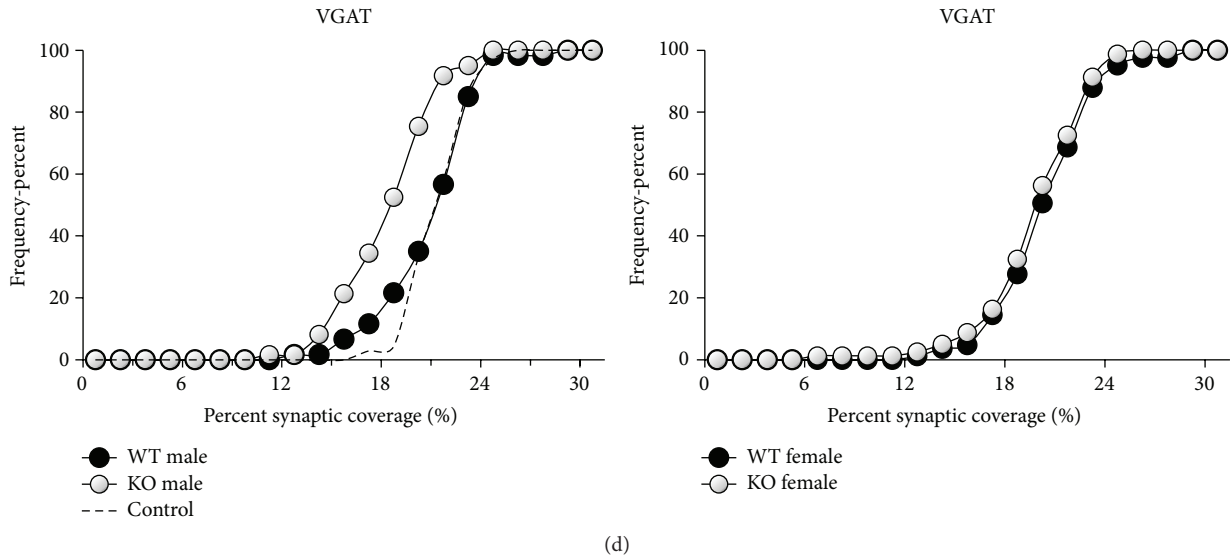 VGAT
100
80
60
40
20
0
Frequency-percent
0 6 12 18 24 30
Percent synaptic coverage (%)
WT male
KO male
Control
VGAT
100
80
60
40
20
0
Frequency-percent
0 6 12 18 24 30
Percent synaptic coverage (%)
WT female
KO female
(d)